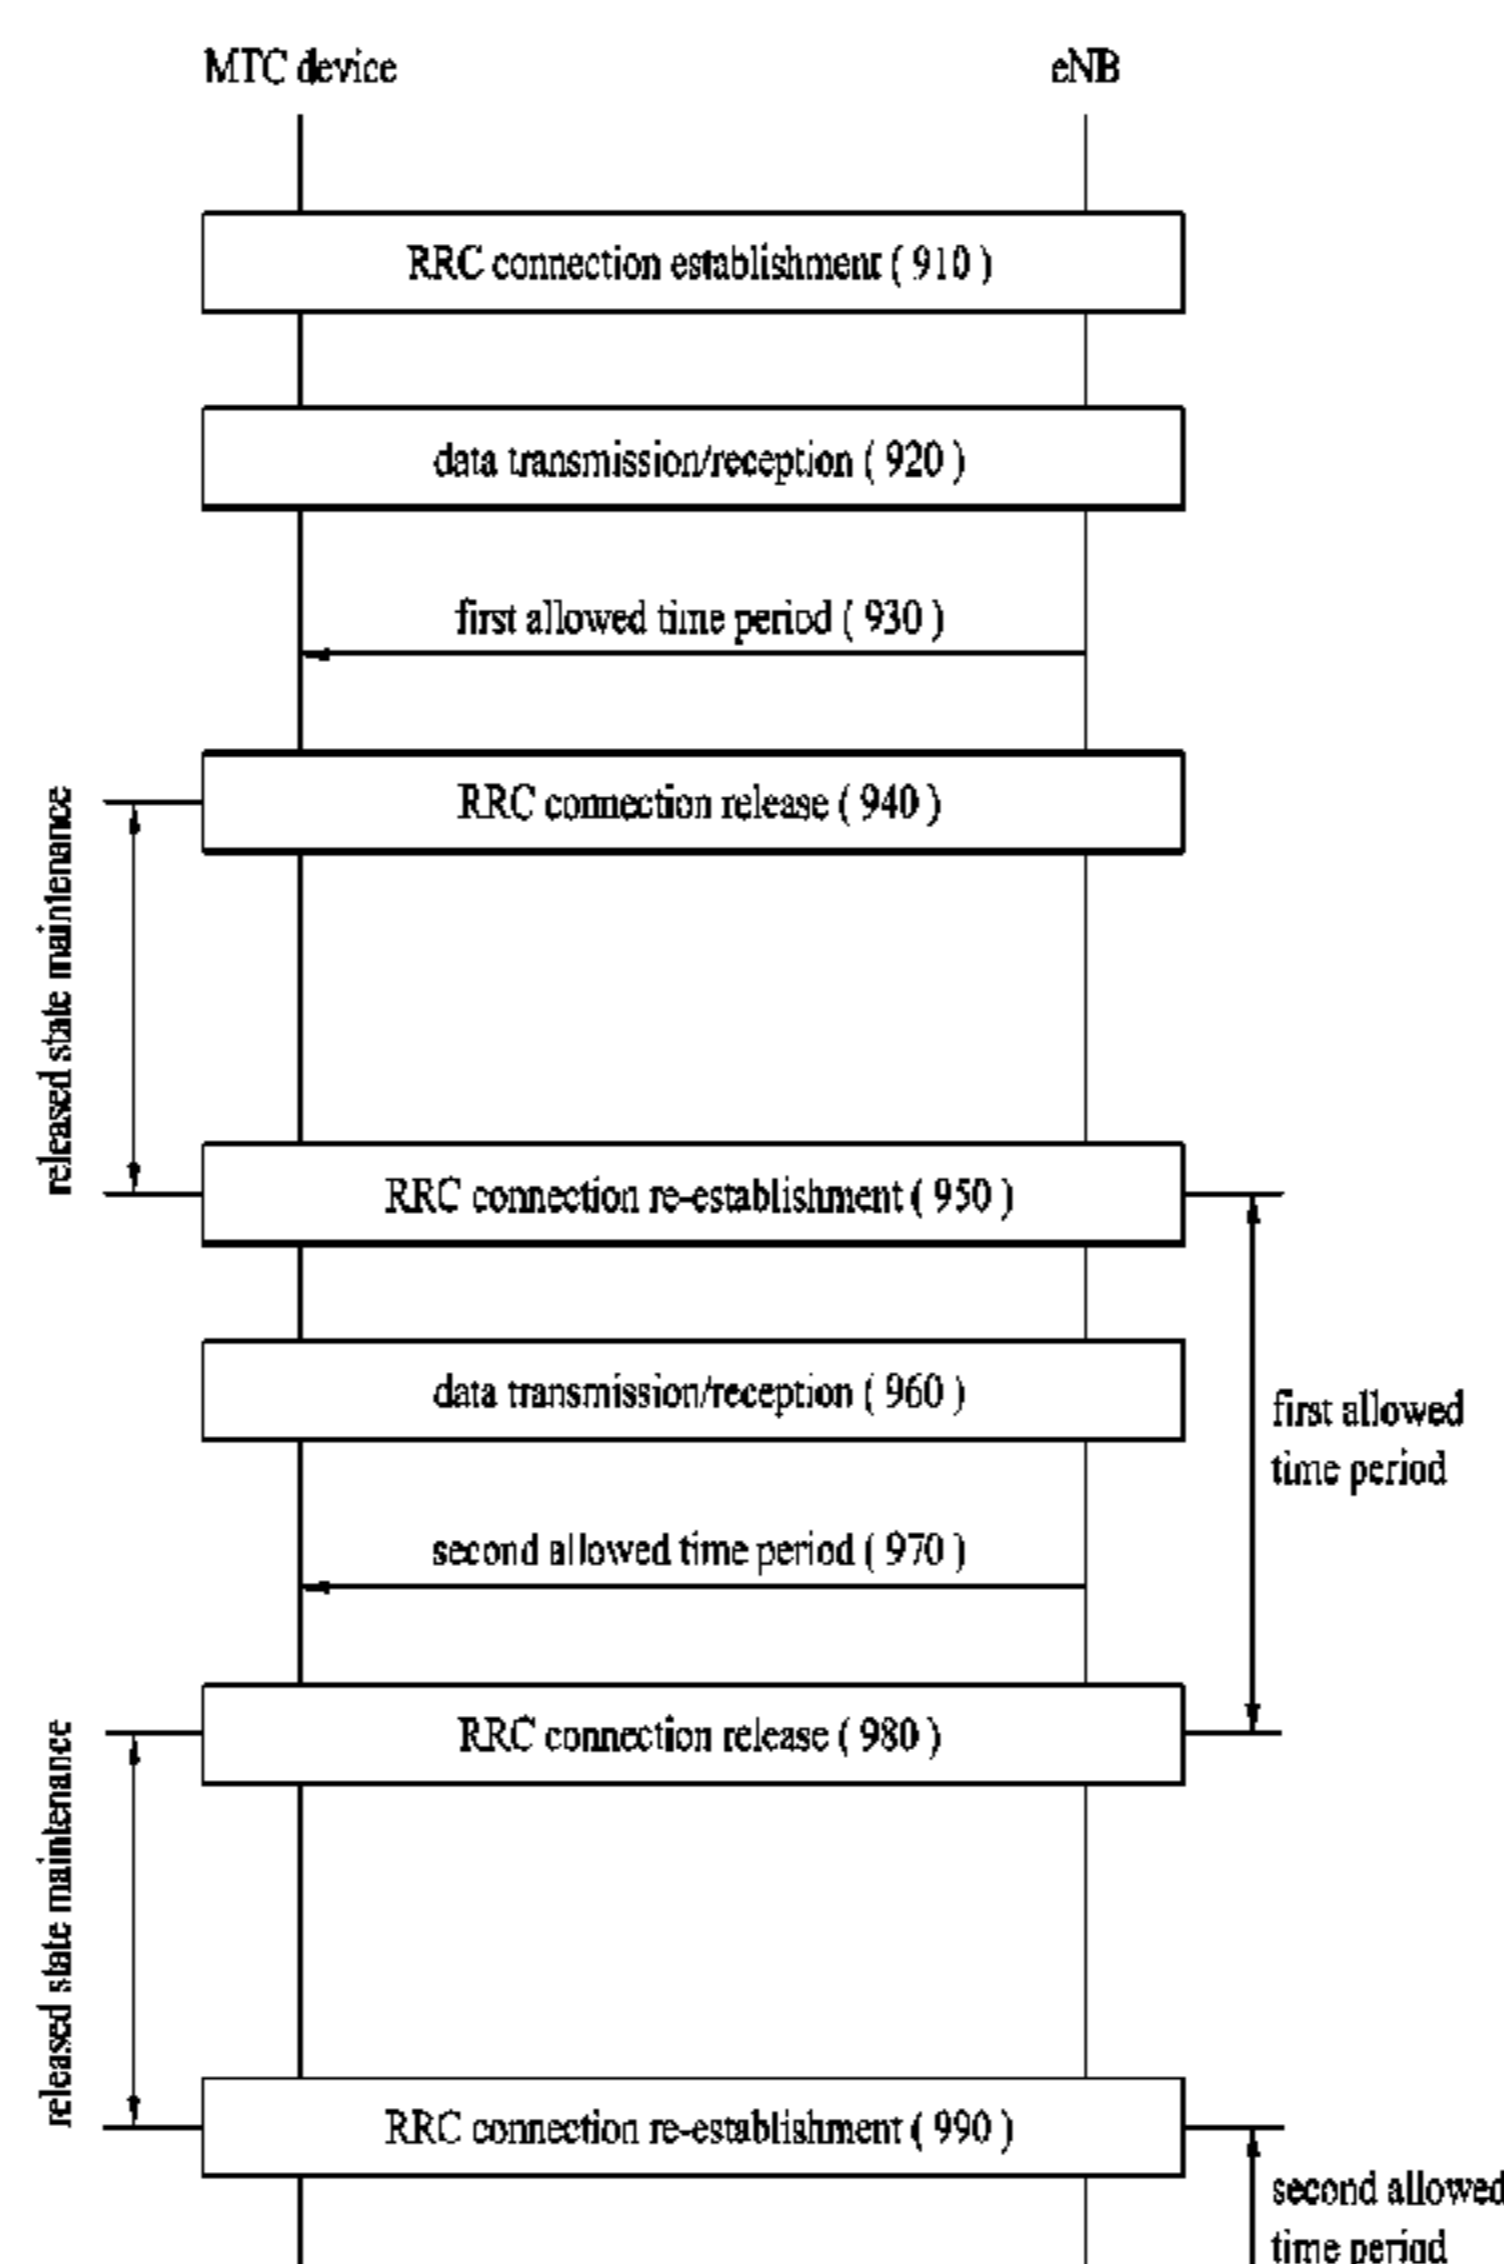 MTC device
eNB
RRC connection establishment ( 910 )
data transmission/reception ( 920 )
first allowed time period ( 930 )
RRC connection release ( 940 )
released state maintenance
RRC connection re-establishment ( 950 )
data transmission/reception ( 960 )
first allowed
time period
second allowed time period ( 970 )
RRC connection release ( 980 )
released state maintenance
RRC connection re-establishment ( 990 )
second allowed
time period